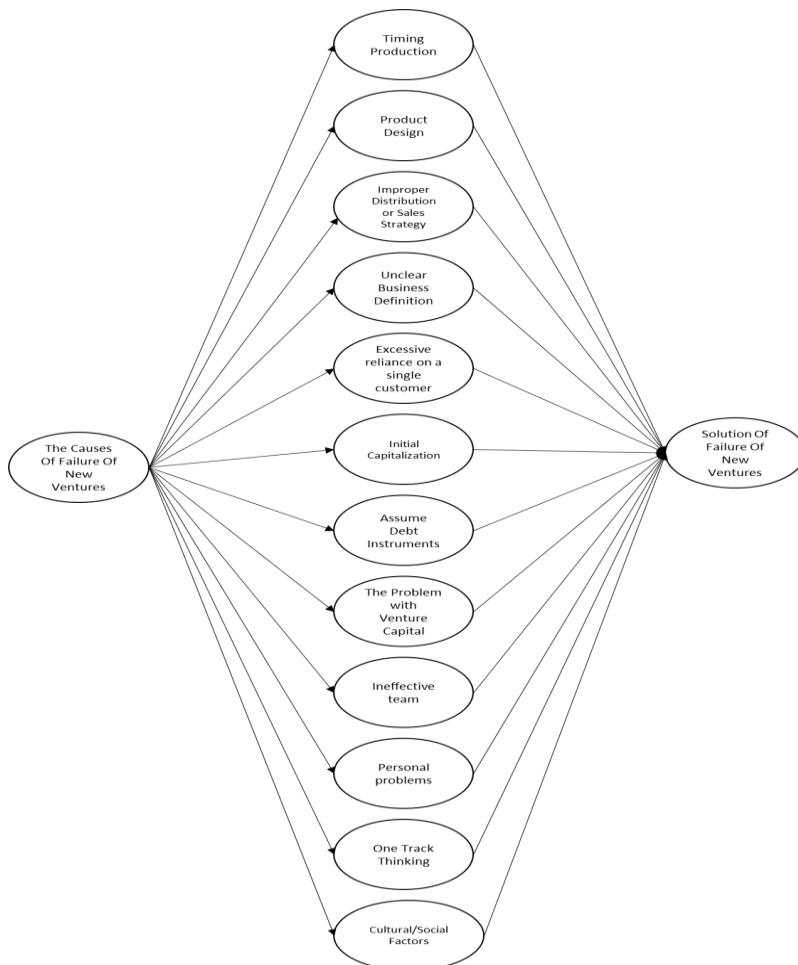 Timing
Production
Product
Design
Improper
Distribution
or Sales
Strategy
Unclear
Business
Definition
Excessive
reliance on a
single
customer
The Causes
Of Failure Of
New
Ventures
Initial
Capitalization
Solution Of
Failure Of
New
Ventures
Assume
Debt
Instruments
The Problem
with
Venture
Capital
Ineffective
team
Personal
problems
One Track
Thinking
Cultural/Social
Factors